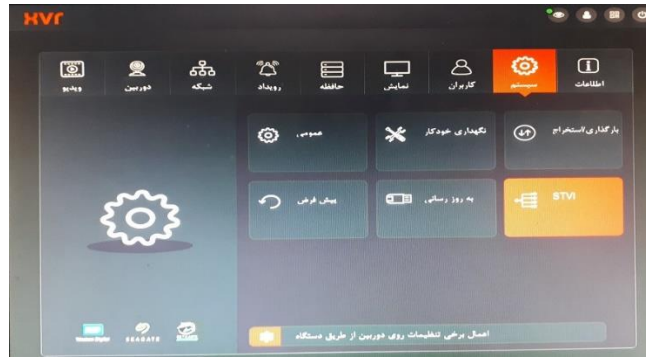 XVR
اطلاعات
سیستم
کاربران
نمایش
حافظه
رویداد
شبکه
دوربین
ویدیو
بارگذاری/استخراج
نگهداری خودکار
عمومی
STVI
به روز رسانی
پیش فرض
اعمال برخی تنظیمات روی دوربین از طریق دستگاه
SEAGATE